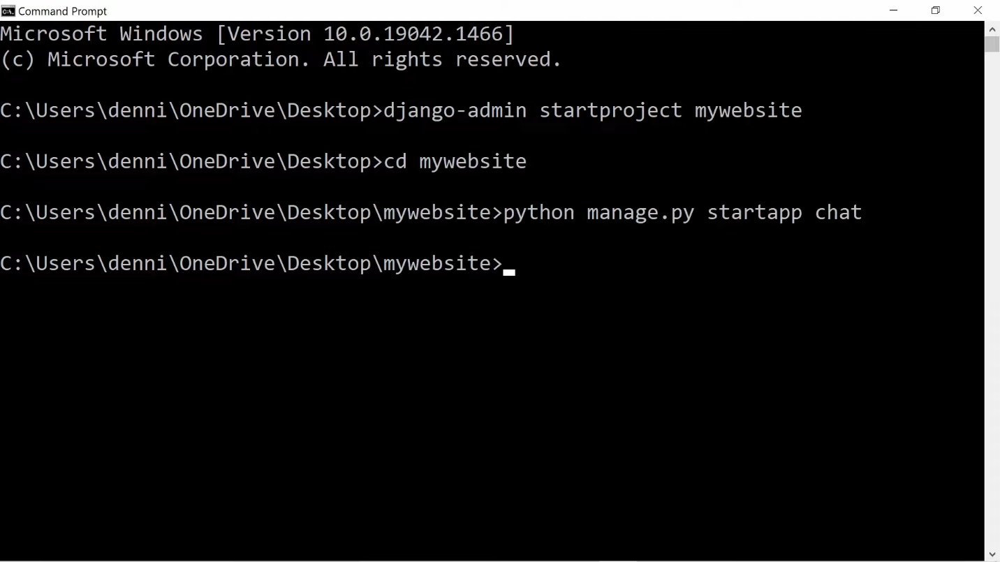 Command Prompt
Microsoft Windows [Version 10.0.19042.1466]
(c) Microsoft Corporation. All rights reserved.
C:\Users\denni\OneDrive\Desktop>django-admin startproject mywebsite
C:\Users\denni\OneDrive\Desktop>cd mywebsite
C:\Users\denni\OneDrive\Desktop\mywebsite>python manage.py startapp chat
C:\Users\denni\OneDrive\Desktop\mywebsite>